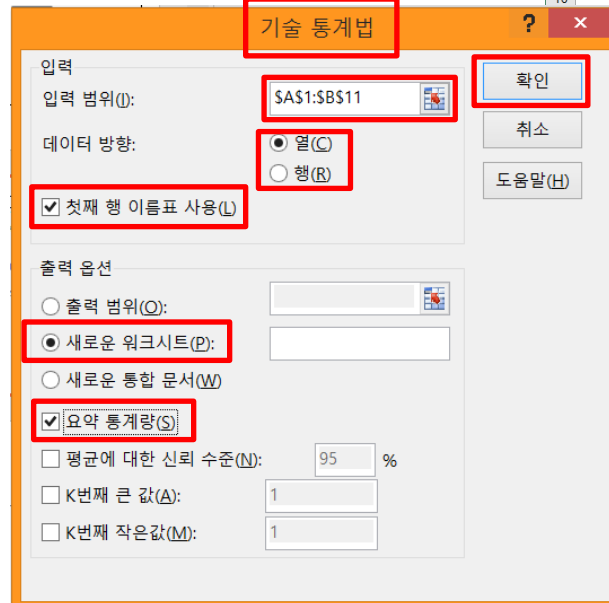 기술 통계법 ? ×
입력
입력 범위(I): $A$1:$B$11
확인
데이터 방향: 열(C)
취소
행(R)
도움말(H)
첫째 행 이름표 사용(L)
출력 옵션
출력 범위(O):
새로운 워크시트(P):
새로운 통합 문서(W)
요약 통계량(S)
평균에 대한 신뢰 수준(N): 95 %
K번째 큰 값(A): 1
K번째 작은값(M): 1